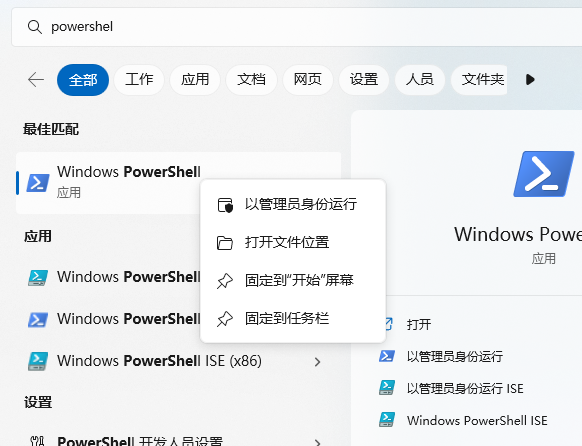 powershel
全部 工作 应用 文档 网页 设置 人员 文件夹
最佳匹配
Windows PowerShell
应用
以管理员身份运行
打开文件位置
固定到“开始”屏幕
固定到任务栏
应用
Windows PowerShell
Windows PowerShell
Windows PowerShell ISE (x86)
设置
PowerShell 开发人员设置
Windows Powe
应用
打开
以管理员身份运行
以管理员身份运行 ISE
Windows PowerShell ISE